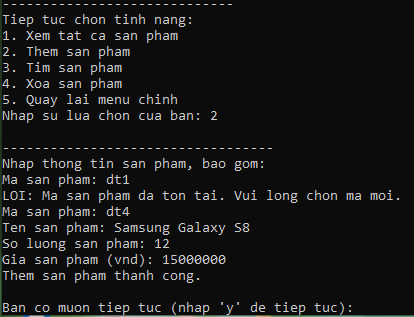 -----------------------------
Tiep tuc chon tinh nang:
1. Xem tat ca san pham
2. Them san pham
3. Tim san pham
4. Xoa san pham
5. Quay lai menu chinh
Nhap su lua chon cua ban: 2
----------------------------------
Nhap thong tin san pham, bao gom:
Ma san pham: dt1
LOI: Ma san pham da ton tai. Vui long chon ma moi.
Ma san pham: dt4
Ten san pham: Samsung Galaxy S8
So luong san pham: 12
Gia san pham (vnd): 15000000
Them san pham thanh cong.
Ban co muon tiep tuc (nhap 'y' de tiep tuc):